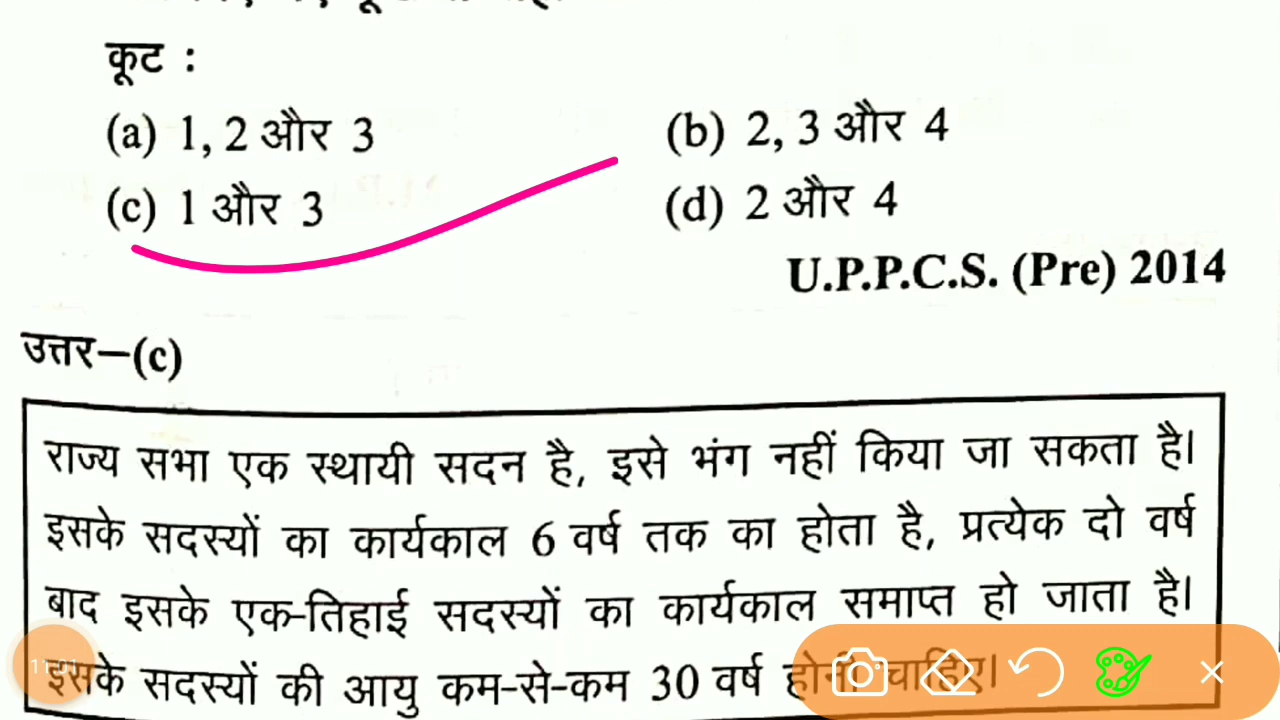 कूट :
(a) 1, 2 और 3 (b) 2, 3 और 4
(c) 1 और 3 (d) 2 और 4
U.P.P.C.S. (Pre) 2014
उत्तर–(c)
राज्य सभा एक स्थायी सदन है, इसे भंग नहीं किया जा सकता है।
इसके सदस्यों का कार्यकाल 6 वर्ष तक का होता है, प्रत्येक दो वर्ष
बाद इसके एक-तिहाई सदस्यों का कार्यकाल समाप्त हो जाता है।
इसके सदस्यों की आयु कम-से-कम 30 वर्ष होनी चाहिए।